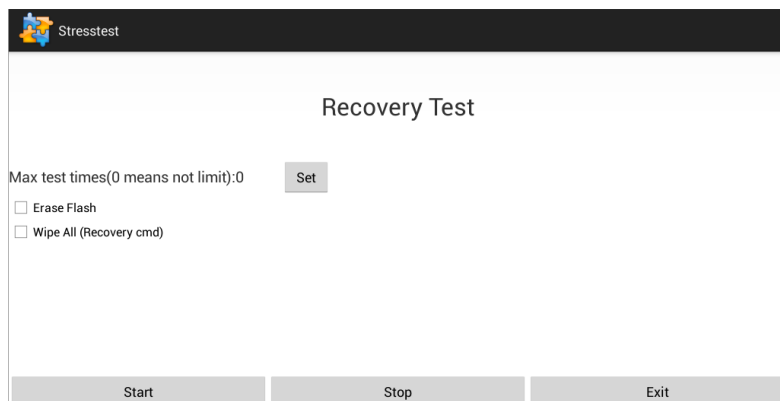 Stresstest
Recovery Test
Max test times(0 means not limit):0 Set
Erase Flash
Wipe All (Recovery cmd)
Start Stop Exit